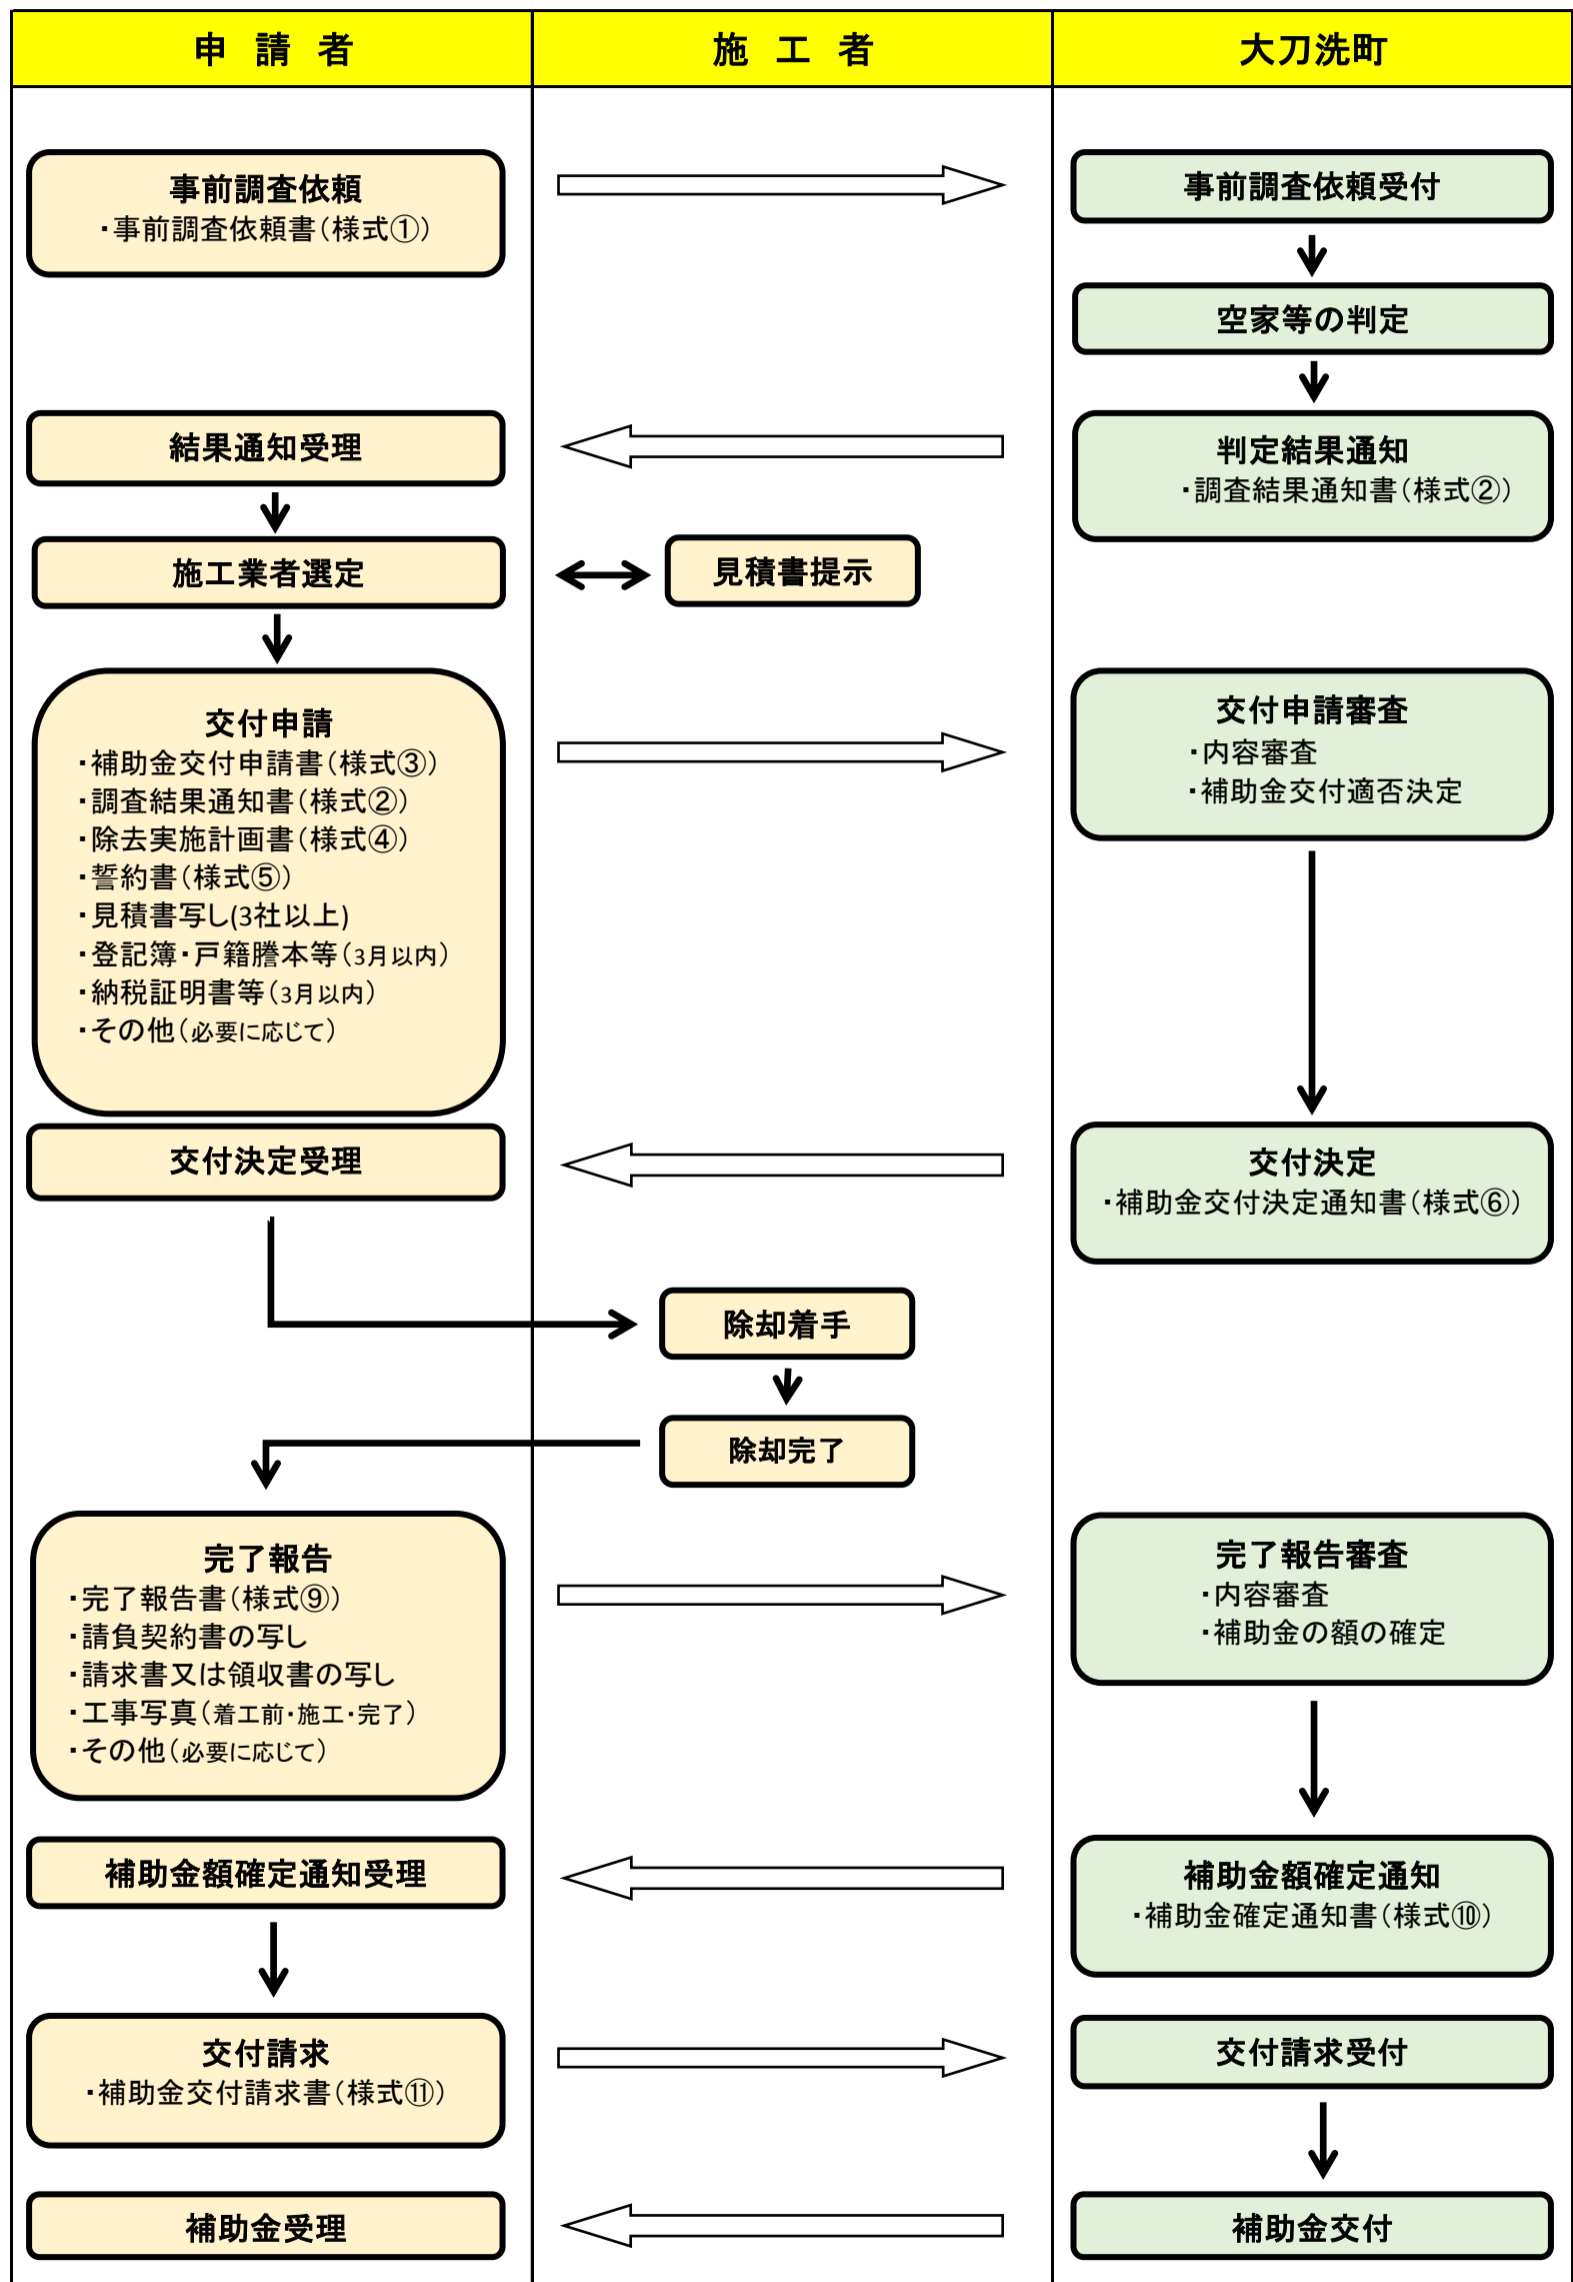 申 請 者
施 工 者
大刀洗町
事前調査依頼
・事前調査依頼書（様式①）
事前調査依頼受付
空家等の判定
結果通知受理
判定結果通知
・調査結果通知書（様式②）
施工業者選定
見積書提示
交付申請
・補助金交付申請書（様式③）
・調査結果通知書（様式②）
・除去実施計画書（様式④）
・誓約書（様式⑤）
・見積書写し(3社以上)
・登記簿・戸籍謄本等（3月以内）
・納税証明書等（3月以内）
・その他（必要に応じて）
交付申請審査
・内容審査
・補助金交付適否決定
交付決定受理
交付決定
・補助金交付決定通知書（様式⑥）
除却着手
除却完了
完了報告
・完了報告書（様式⑨）
・請負契約書の写し
・請求書又は領収書の写し
・工事写真（着工前・施工・完了）
・その他（必要に応じて）
完了報告審査
・内容審査
・補助金の額の確定
補助金額確定通知受理
補助金額確定通知
・補助金確定通知書（様式⑩）
交付請求
・補助金交付請求書（様式⑪）
交付請求受付
補助金受理
補助金交付